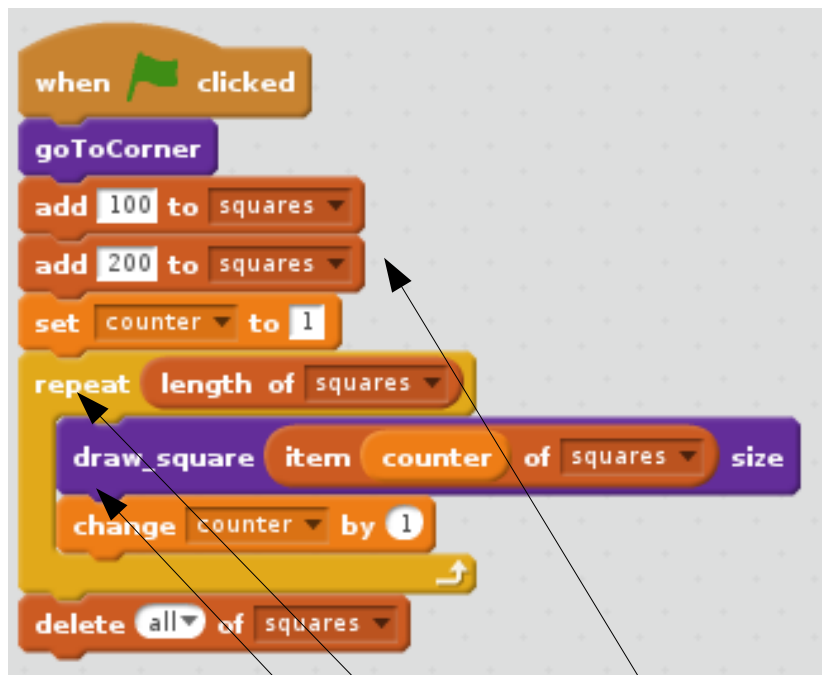 when clicked
goToCorner
add 100 to squares
add 200 to squares
set counter to 1
repeat length of squares
draw_square item counter of squares size
change counter by 1
delete all of squares